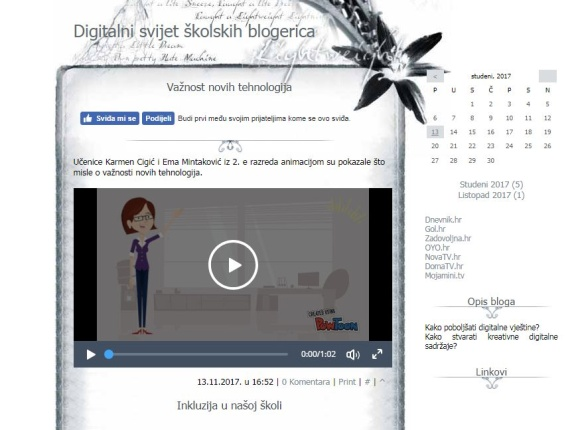 Digitalni svijet školskih blogerica
Važnost novih tehnologija
Sviđa mi se Podijeli Budi prvi među svojim prijateljima kome se ovo sviđa.
Učenice Karmen Cigić i Ema Mintaković iz 2. e razreda animacijom su pokazale što
misle o važnosti novih tehnologija.
CREATED USING
POWTOON
0:00/1:02
13.11.2017. u 16:52 | 0 Komentara | Print | # | ^
Inkluzija u našoj školi
< studeni, 2017
P U S Č P S N
1 2 3 4 5
6 7 8 9 10 11 12
13 14 15 16 17 18 19
20 21 22 23 24 25 26
27 28 29 30
Studeni 2017 (5)
Listopad 2017 (1)
Dnevnik.hr
Gol.hr
Zadovoljna.hr
OYO.hr
NovaTV.hr
DomaTV.hr
Mojamini.tv
Opis bloga
Kako poboljšati digitalne vještine?
Kako stvarati kreativne digitalne
sadržaje?
Linkovi